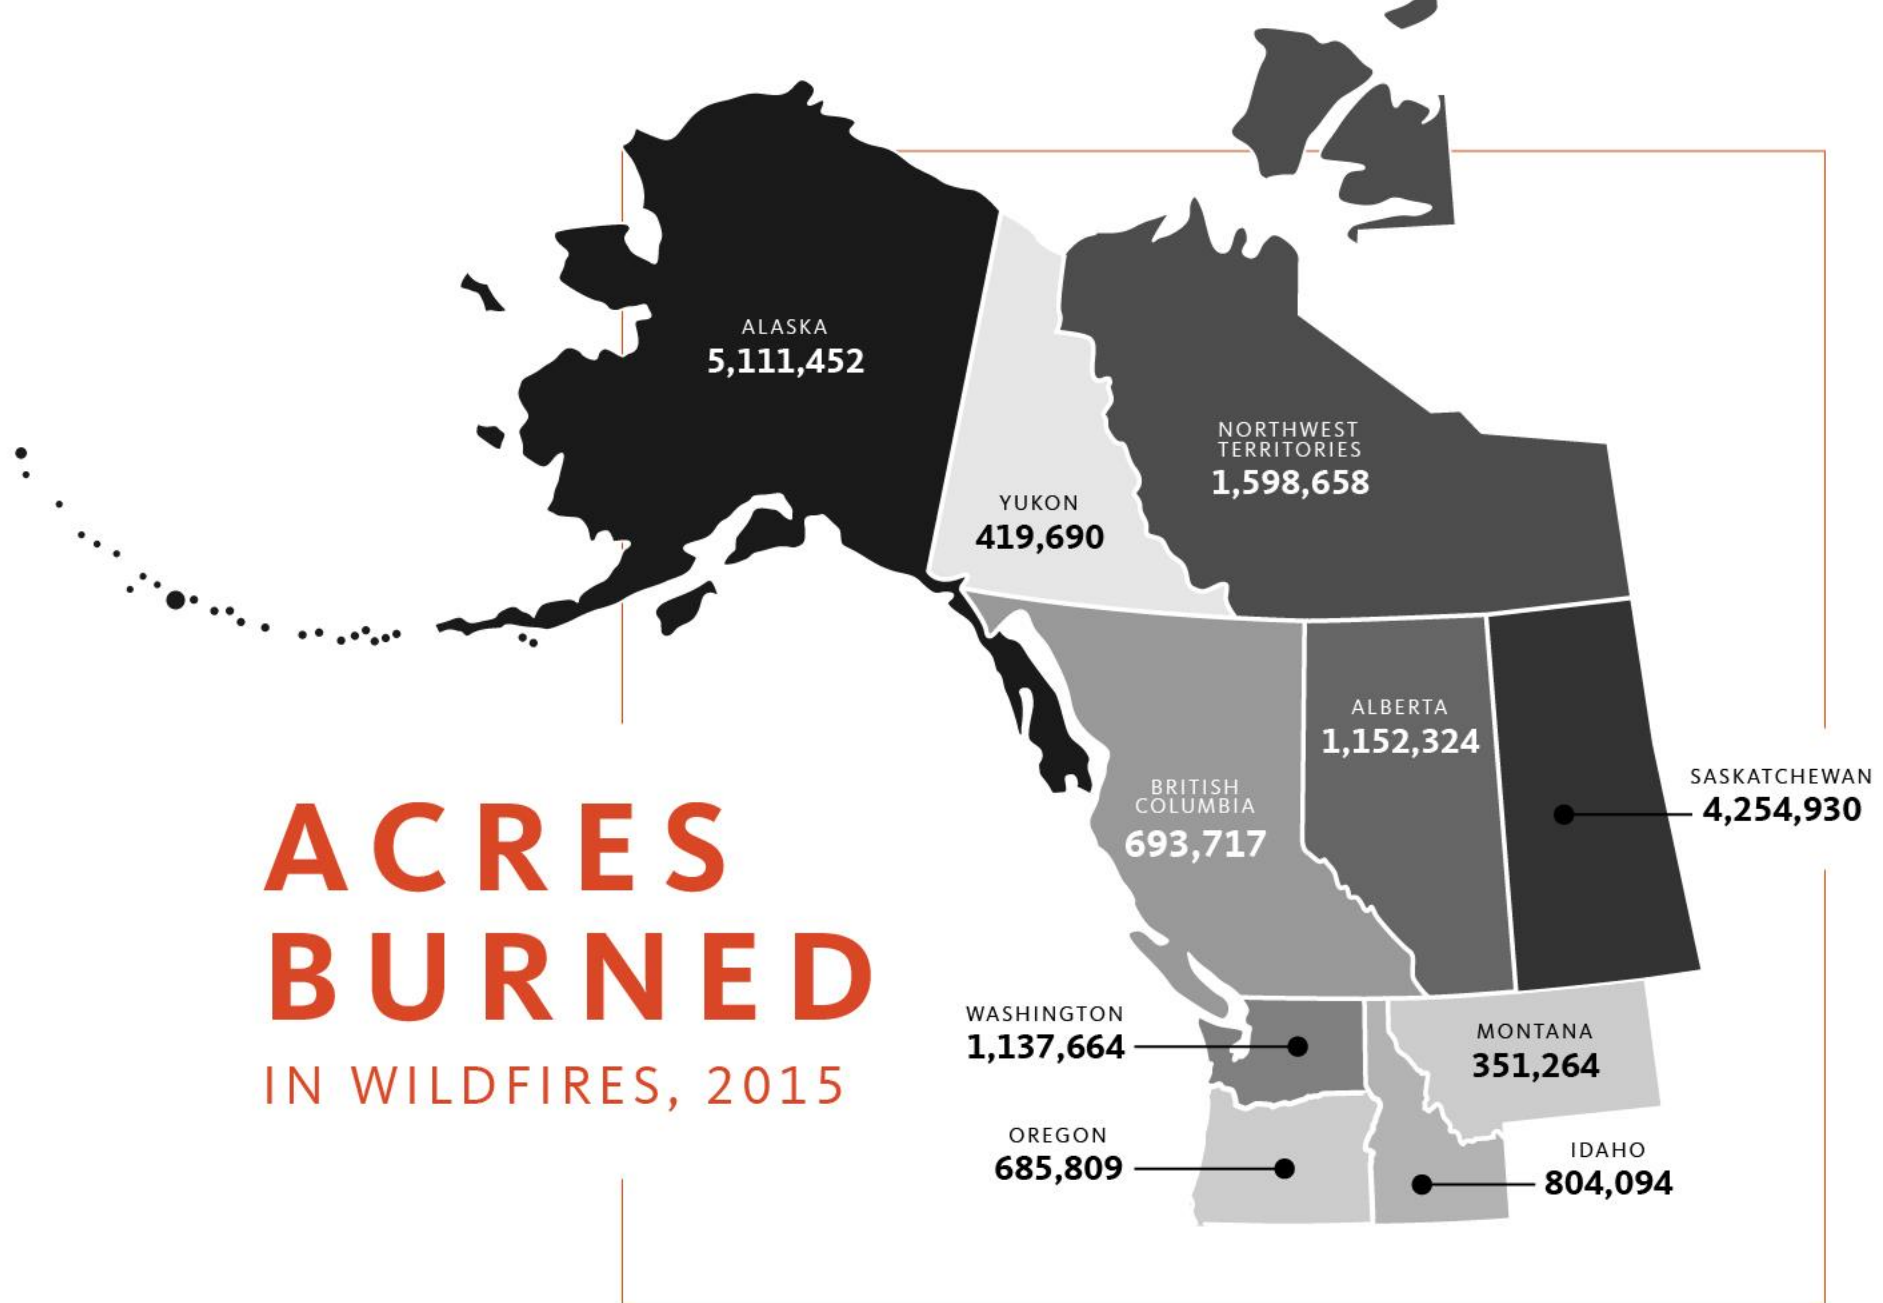 ALASKA
5,111,452
NORTHWEST
TERRITORIES
1,598,658
YUKON
419,690
ALBERTA
1,152,324
SASKATCHEWAN
4,254,930
BRITISH
COLUMBIA
693,717
ACRES
BURNED
IN WILDFIRES, 2015
WASHINGTON
1,137,664
MONTANA
351,264
OREGON
685,809
IDAHO
804,094